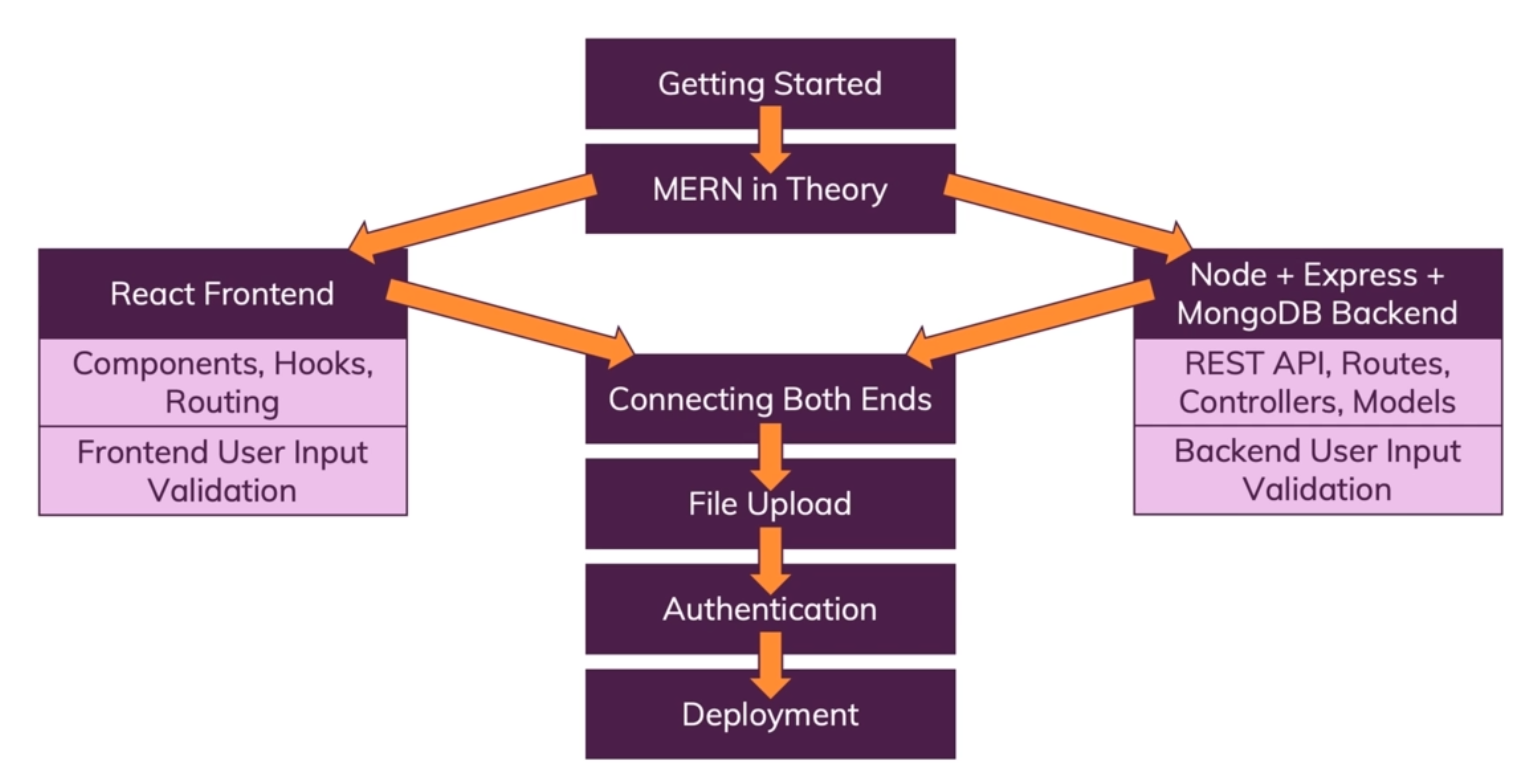 Getting Started
MERN in Theory
React Frontend
Components, Hooks,
Routing
Frontend User Input
Validation
Node + Express +
MongoDB Backend
REST API, Routes,
Controllers, Models
Backend User Input
Validation
Connecting Both Ends
File Upload
Authentication
Deployment